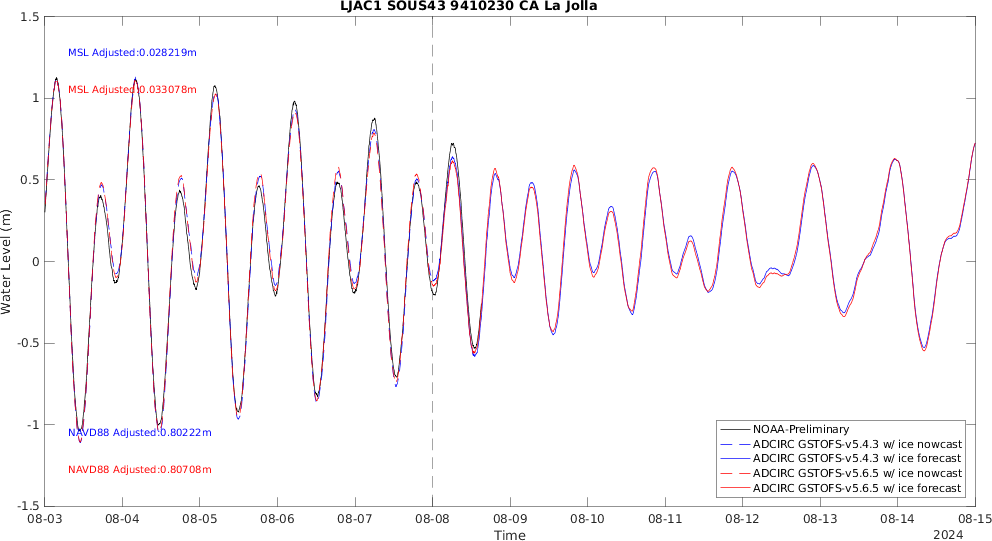 LJAC1 SOUS43 9410230 CA La Jolla
1.5
1
0.5
0
-0.5
-1
-1.5
Water Level (m)
MSL Adjusted:0.028219m
MSL Adjusted:0.033078m
NAVD88 Adjusted:0.80222m
NAVD88 Adjusted:0.80708m
NOAA-Preliminary
ADCIRC GSTOFS-v5.4.3 w/ ice nowcast
ADCIRC GSTOFS-v5.4.3 w/ ice forecast
ADCIRC GSTOFS-v5.6.5 w/ ice nowcast
ADCIRC GSTOFS-v5.6.5 w/ ice forecast
08-03 08-04 08-05 08-06 08-07 08-08 08-09 08-10 08-11 08-12 08-13 08-14 08-15
Time
2024